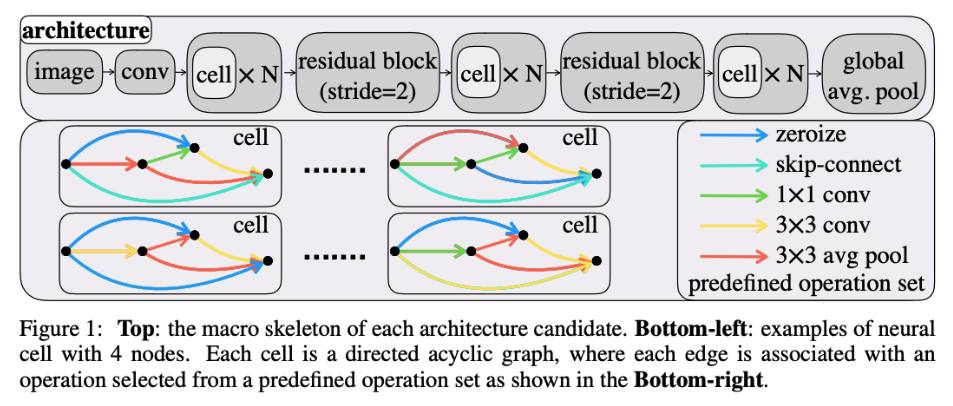 architecture
image
conv
cell × N
residual block
(stride=2)
cell × N
residual block
(stride=2)
cell × N
global
avg. pool
cell
cell
cell
cell
zeroize
skip-connect
1×1 conv
3×3 conv
3×3 avg pool
predefined operation set
Figure 1: Top: the macro skeleton of each architecture candidate. Bottom-left: examples of neural
cell with 4 nodes. Each cell is a directed acyclic graph, where each edge is associated with an
operation selected from a predefined operation set as shown in the Bottom-right.